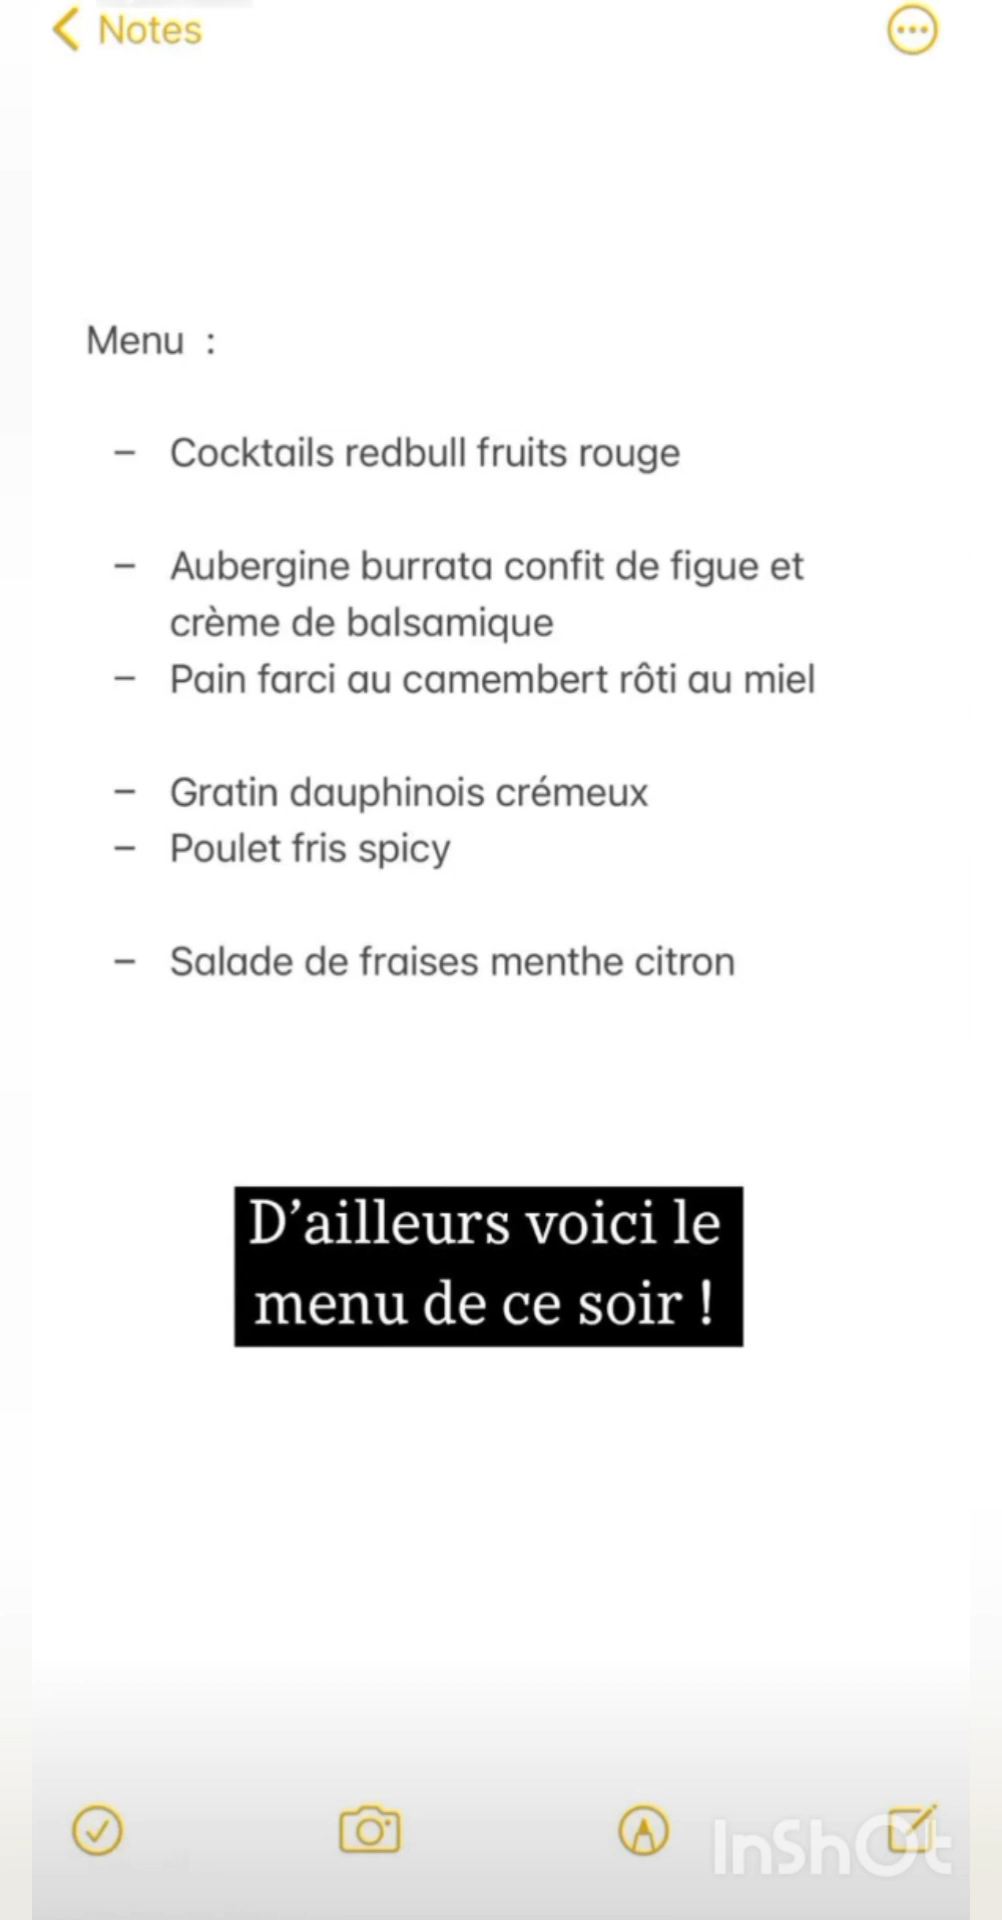 Notes
Menu :
– Cocktails redbull fruits rouge
– Aubergine burrata confit de figue et
crème de balsamique
– Pain farci au camembert rôti au miel
– Gratin dauphinois crémeux
– Poulet fris spicy
– Salade de fraises menthe citron
D’ailleurs voici le
menu de ce soir !
InShOt